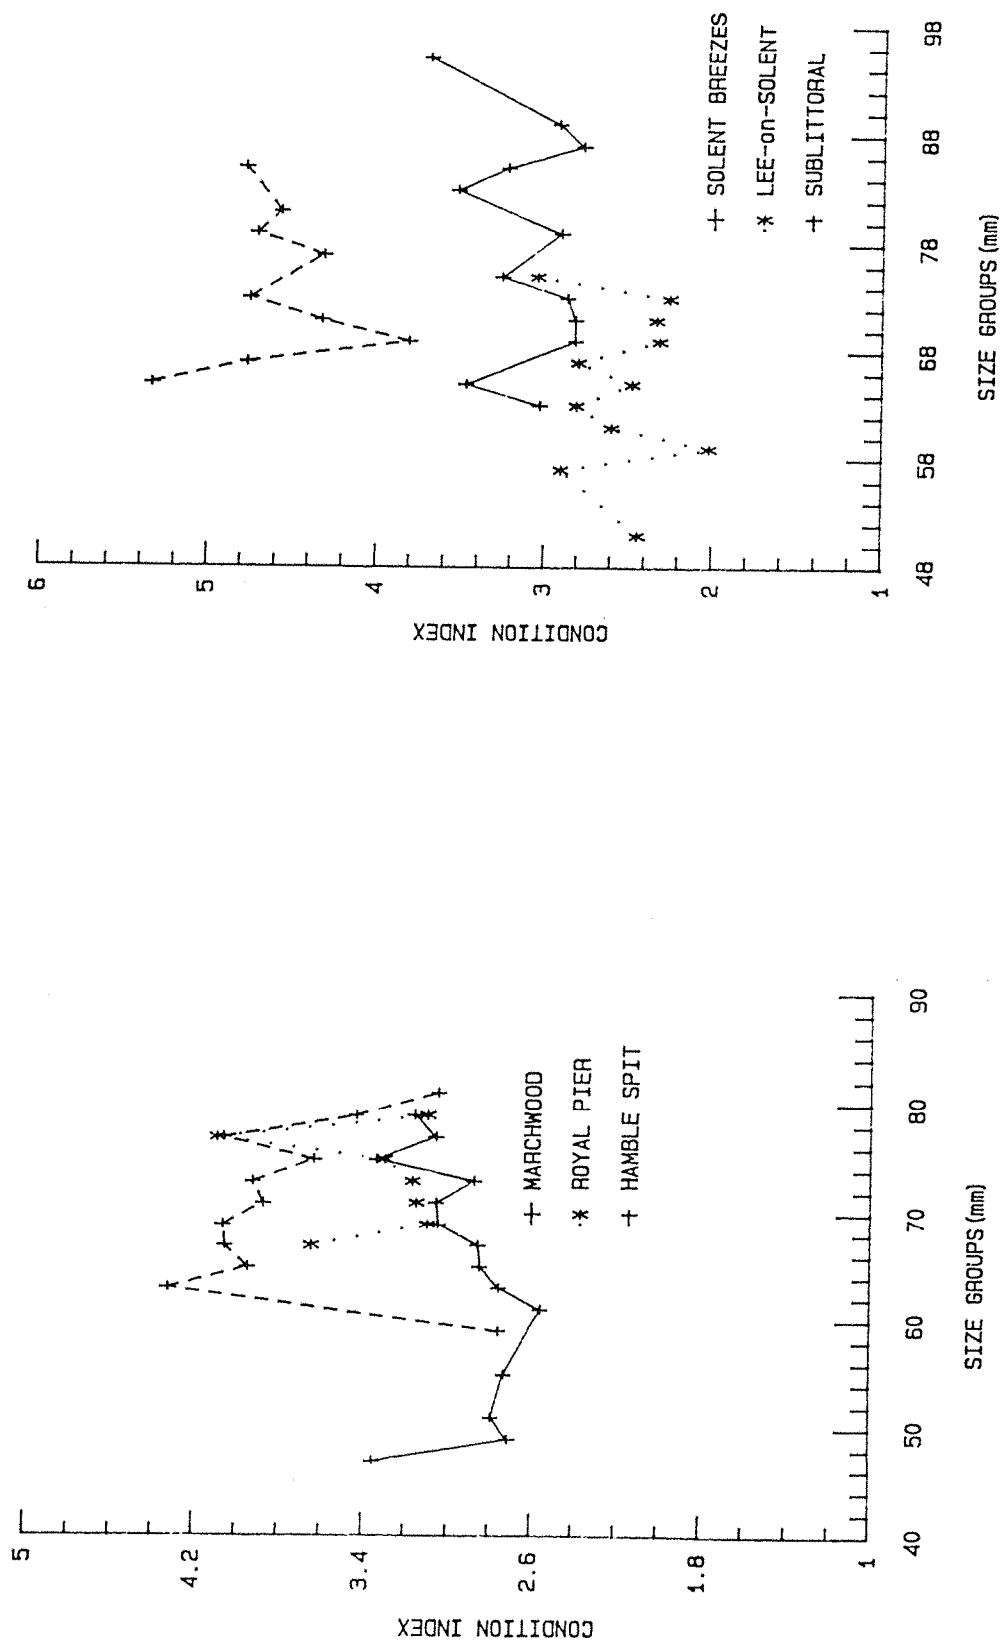 CONDITION INDEX
5
4.2
3.4
2.6
1.8
1
40
50
60
70
80
90
SIZE GROUPS (mm)
MARCHWOOD
ROYAL PIER
HAMBLE SPIT
CONDITION INDEX
6
5
4
3
2
1
48
58
68
78
88
98
SIZE GROUPS (mm)
SOLENT BREEZES
LEE-on-SOLENT
SUBLITTORAL